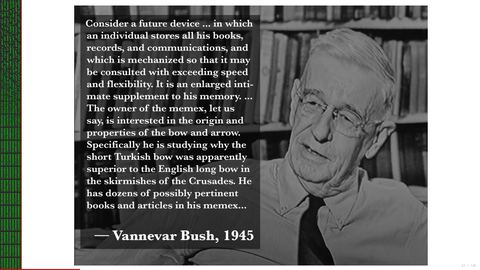 Consider a future device ... in which
an individual stores all his books,
records, and communications, and
which is mechanized so that it may
be consulted with exceeding speed
and flexibility. It is an enlarged inti-
mate supplement to his memory. ...
The owner of the memex, let us
say, is interested in the origin and
properties of the bow and arrow.
Specifically he is studying why the
short Turkish bow was apparently
superior to the English long bow in
the skirmishes of the Crusades. He
has dozens of possibly pertinent
books and articles in his memex...
— Vannevar Bush, 1945